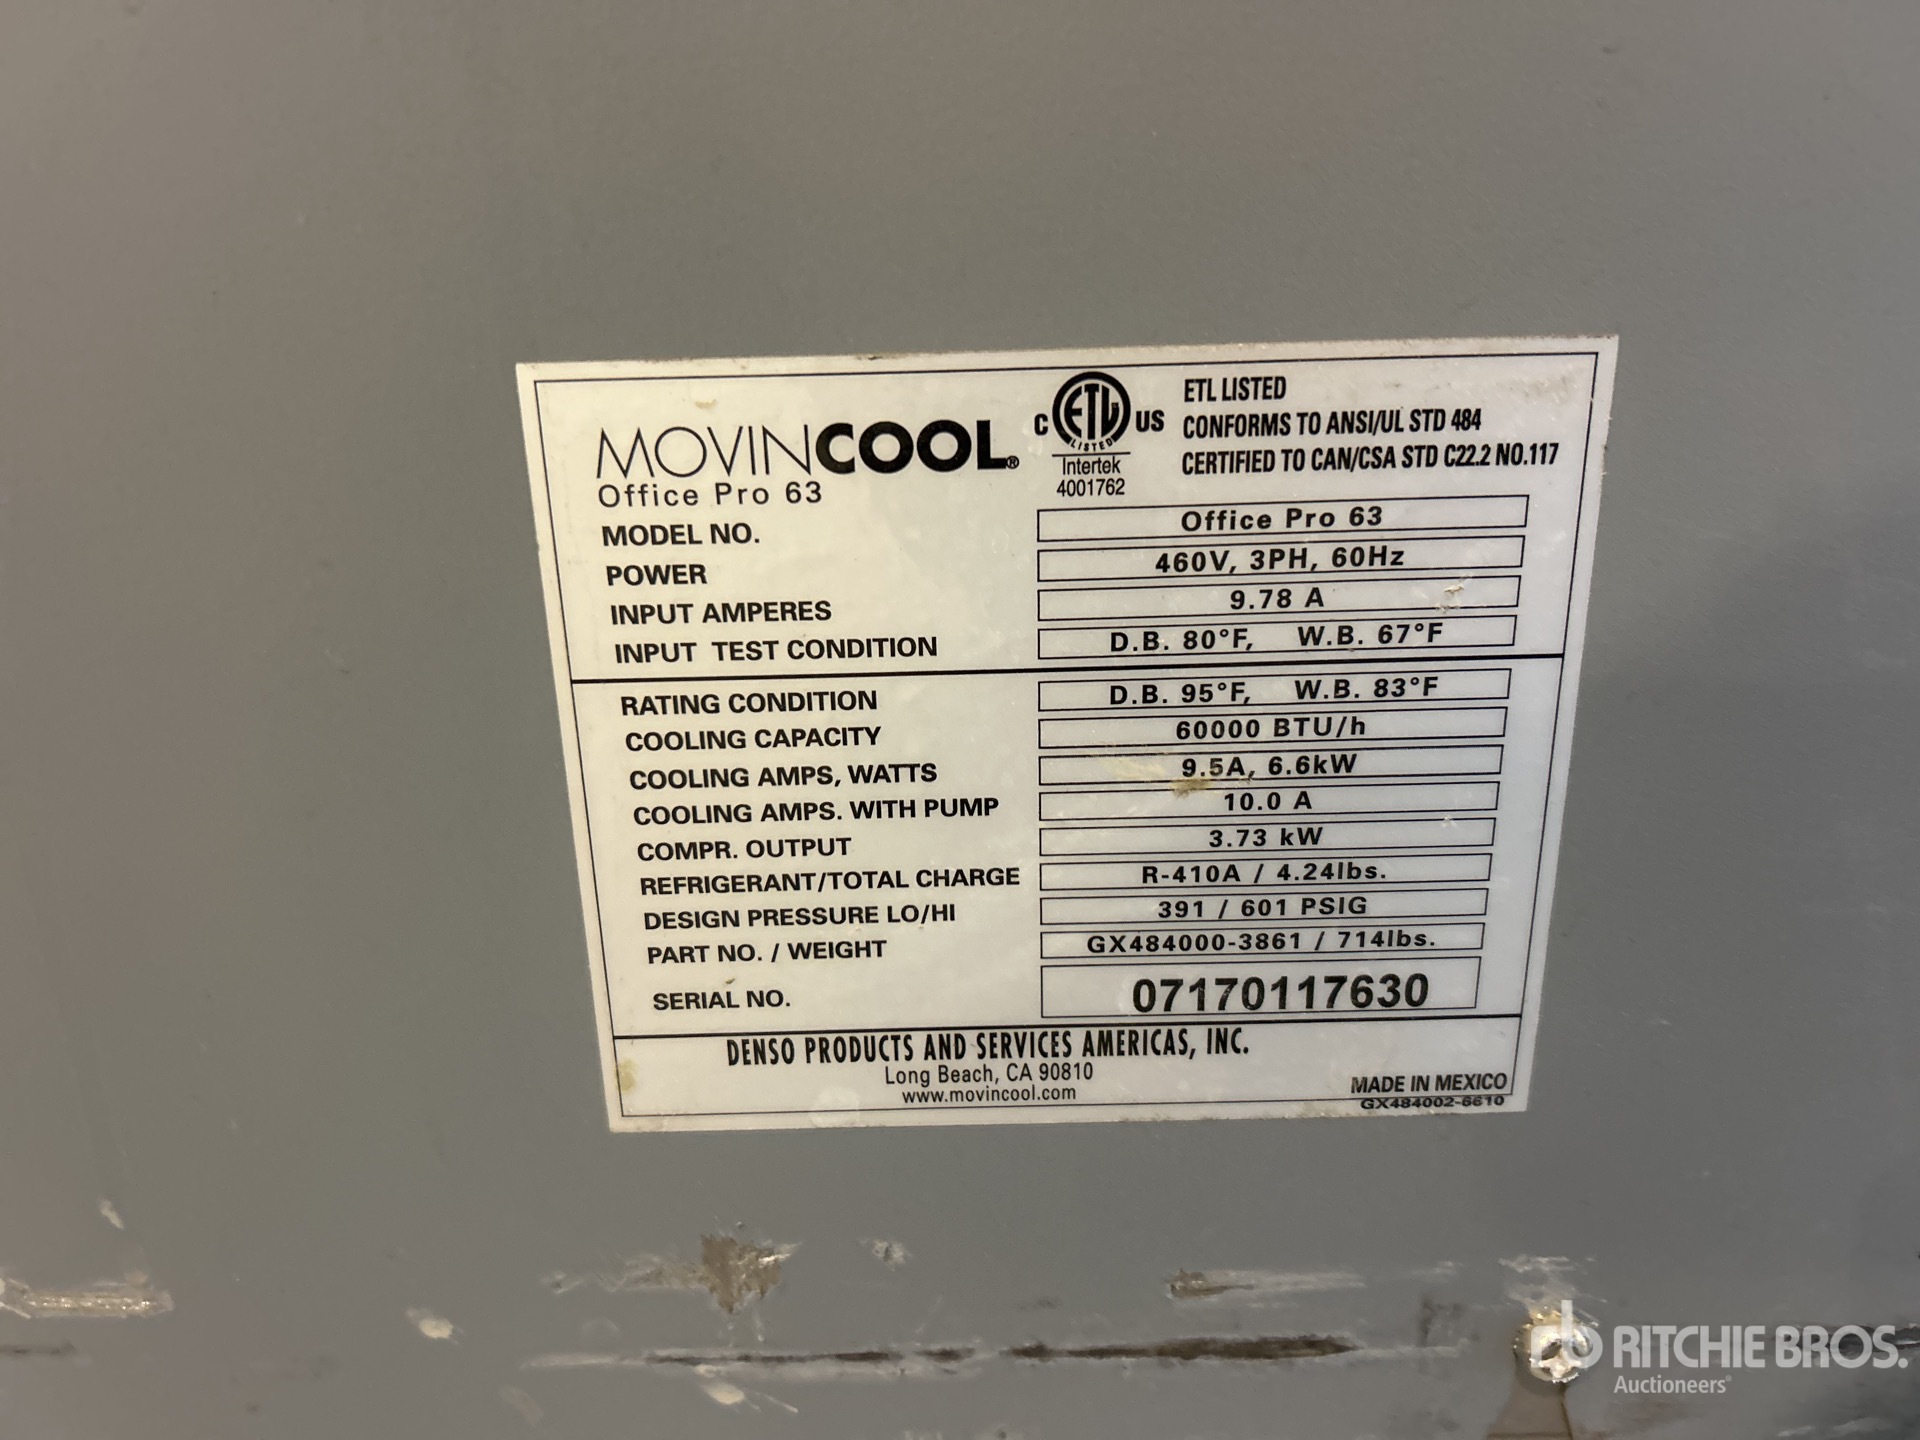 MOVINCOOL®
Office Pro 63
C ETL LISTED US
Intertek
4001762
ETL LISTED
CONFORMS TO ANSI/UL STD 484
CERTIFIED TO CAN/CSA STD C22.2 NO.117
MODEL NO. Office Pro 63
POWER 460V, 3PH, 60Hz
INPUT AMPERES 9.78 A
INPUT TEST CONDITION D.B. 80°F, W.B. 67°F
RATING CONDITION D.B. 95°F, W.B. 83°F
COOLING CAPACITY 60000 BTU/h
COOLING AMPS, WATTS 9.5A, 6.6kW
COOLING AMPS. WITH PUMP 10.0 A
COMPR. OUTPUT 3.73 kW
REFRIGERANT/TOTAL CHARGE R-410A / 4.24lbs.
DESIGN PRESSURE LO/HI 391 / 601 PSIG
PART NO. / WEIGHT GX484000-3861 / 714lbs.
SERIAL NO. 07170117630
DENSO PRODUCTS AND SERVICES AMERICAS, INC.
Long Beach, CA 90810
www.movincool.com
MADE IN MEXICO
GX484002-6610
rb RITCHIE BROS.
Auctioneers®